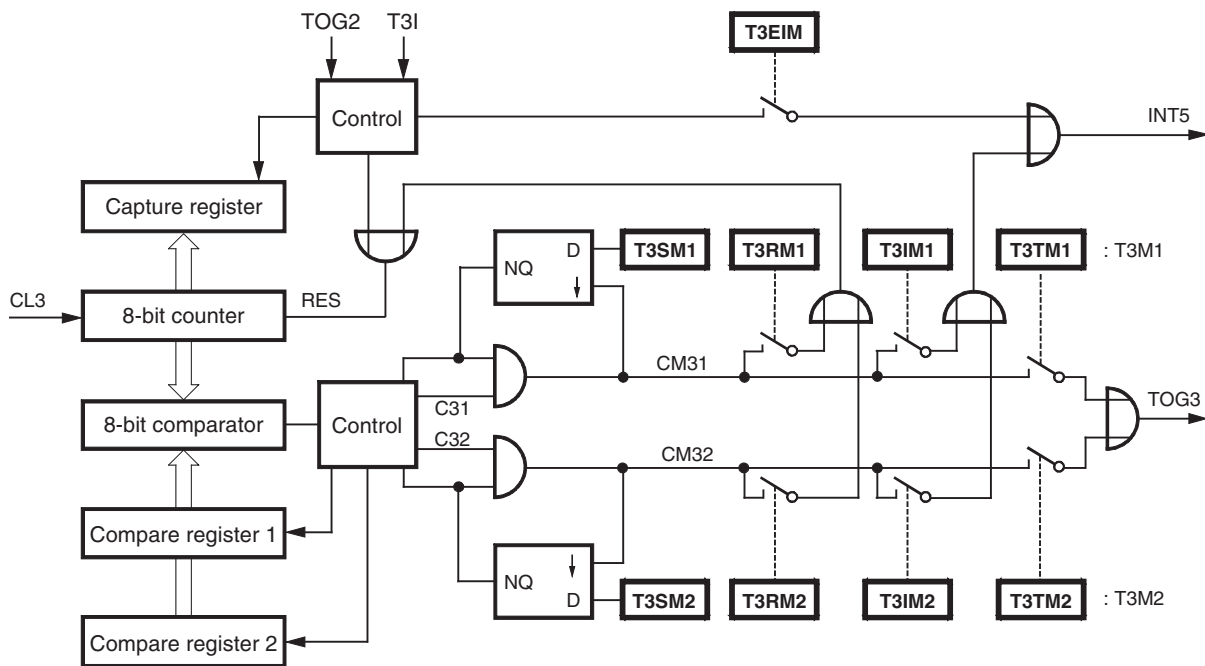 TOG2 T3I
T3EIM
Control
INT5
Capture register
NQ D
T3SM1
T3RM1
T3IM1
T3TM1
: T3M1
CL3
8-bit counter
RES
CM31
8-bit comparator
Control
C31
C32
TOG3
CM32
Compare register 1
NQ D
T3SM2
T3RM2
T3IM2
T3TM2
: T3M2
Compare register 2